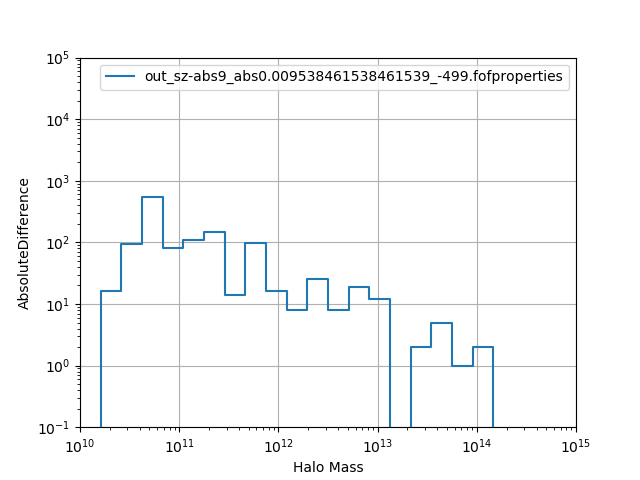 out_sz-abs9_abs0.009538461538461539_-499.fofproperties
10^5
10^4
10^3
10^2
10^1
10^0
10^-1
AbsoluteDifference
10^10 10^11 10^12 10^13 10^14 10^15
Halo Mass